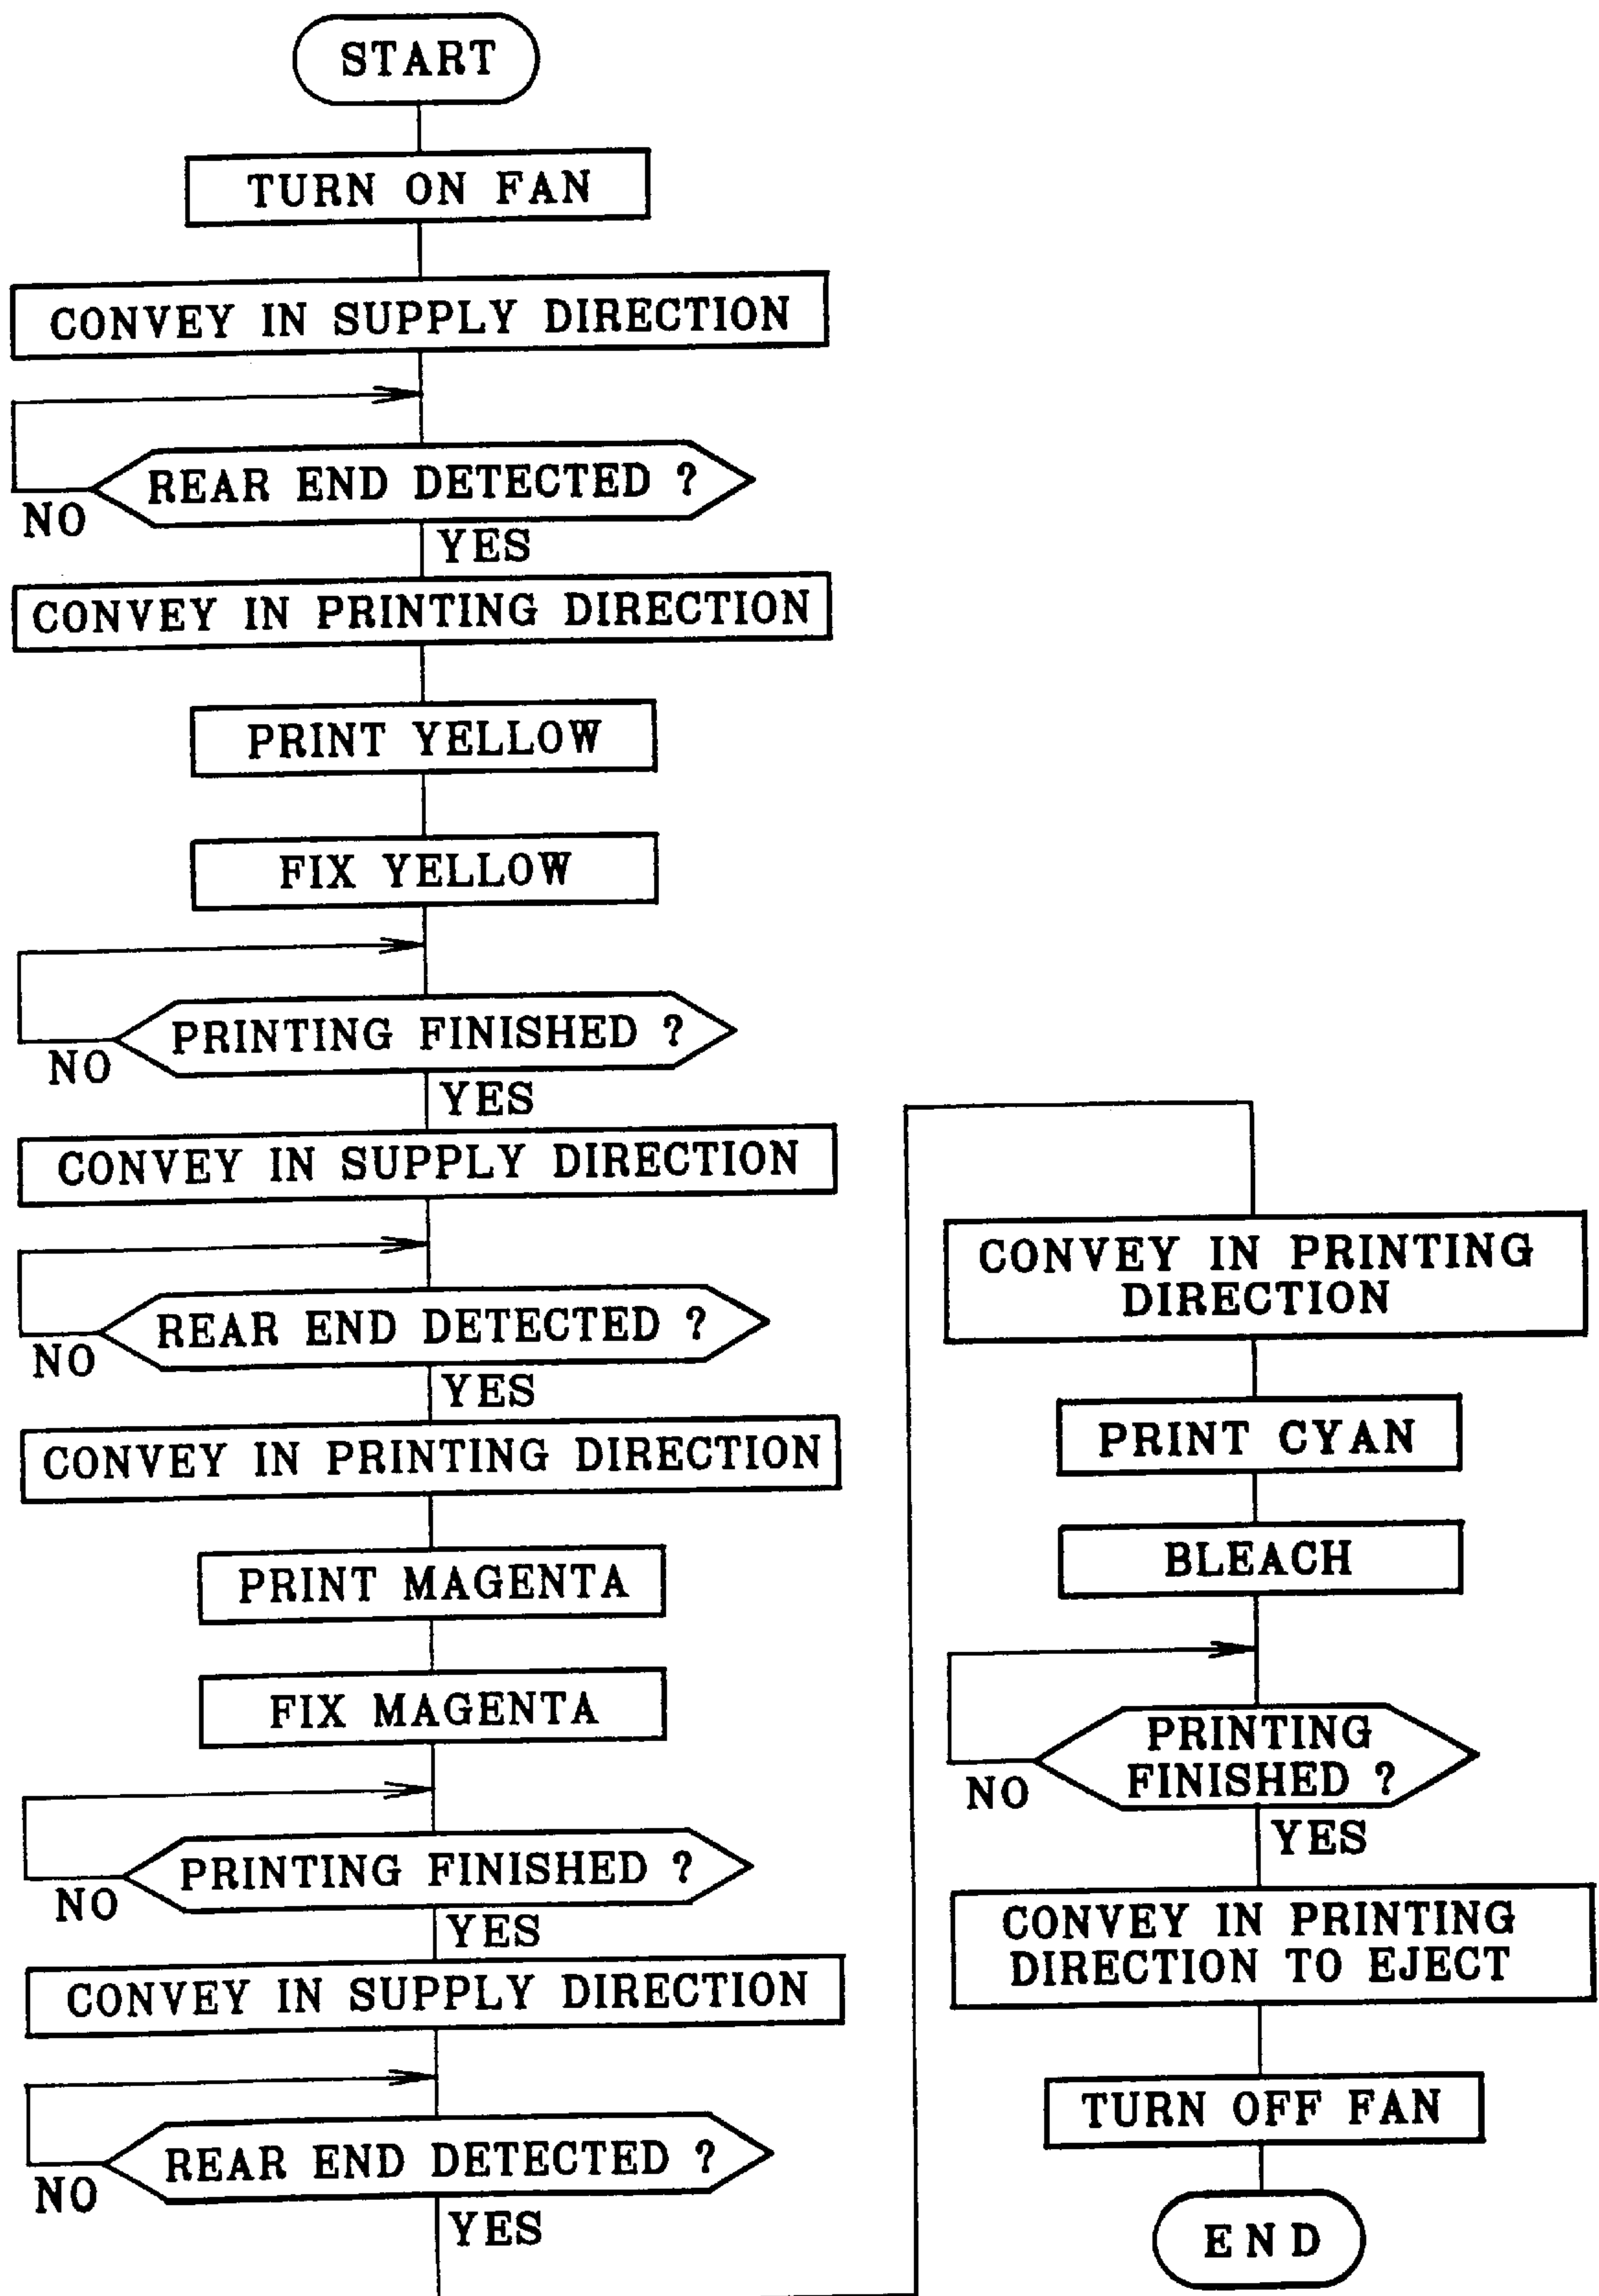 START
TURN ON FAN
CONVEY IN SUPPLY DIRECTION
REAR END DETECTED ?
NO
YES
CONVEY IN PRINTING DIRECTION
PRINT YELLOW
FIX YELLOW
PRINTING FINISHED ?
NO
YES
CONVEY IN SUPPLY DIRECTION
REAR END DETECTED ?
NO
YES
CONVEY IN PRINTING DIRECTION
PRINT MAGENTA
FIX MAGENTA
PRINTING FINISHED ?
NO
YES
CONVEY IN SUPPLY DIRECTION
REAR END DETECTED ?
NO
YES
CONVEY IN PRINTING
DIRECTION
PRINT CYAN
BLEACH
PRINTING
FINISHED ?
NO
YES
CONVEY IN PRINTING
DIRECTION TO EJECT
TURN OFF FAN
END